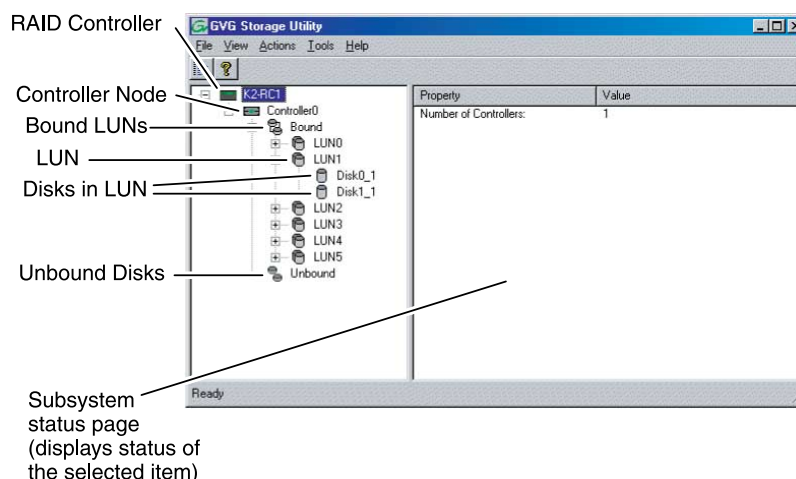 RAID Controller
Controller Node
Bound LUNs
LUN
Disks in LUN
Unbound Disks
Subsystem
status page
(displays status of
the selected item)
GVG Storage Utility
File View Actions Tools Help
K2-RC1
Controller0
Bound
LUN0
LUN1
Disk0_1
Disk1_1
LUN2
LUN3
LUN4
LUN5
Unbound
Property Value
Number of Controllers: 1
Ready